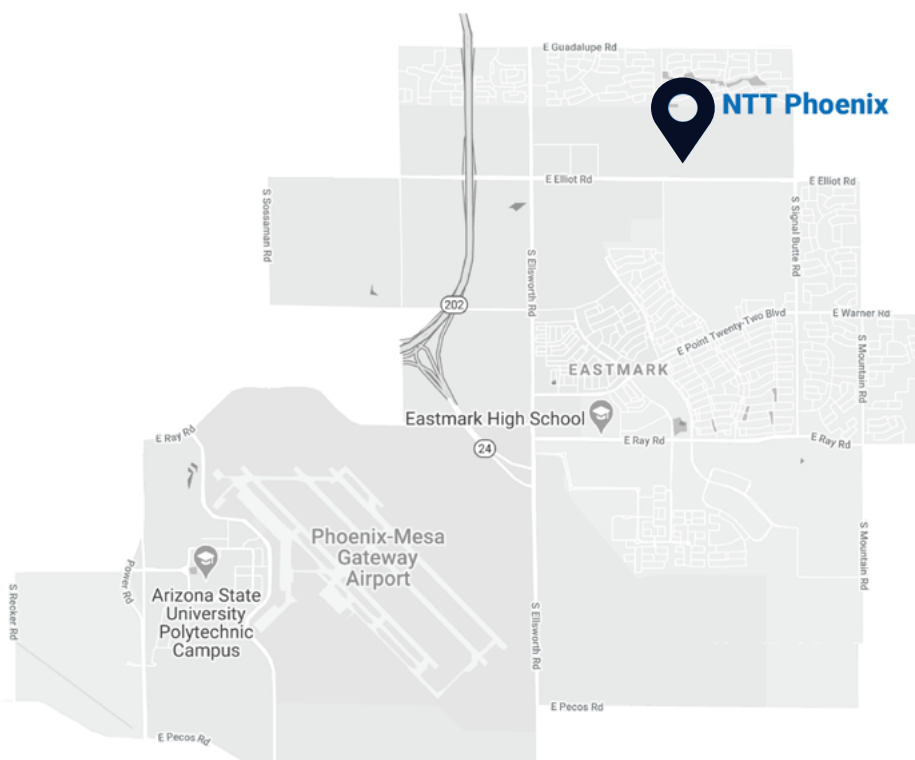 E Guadalupe Rd
NTT Phoenix
E Elliot Rd
E Elliot Rd
S Sossaman Rd
S Ellsworth Rd
S Signal Butte Rd
202
E Warner Rd
E Point Twenty-Two Blvd
S Mountain Rd
EASTMARK
Eastmark High School
E Ray Rd
E Ray Rd
E Ray Rd
24
Phoenix-Mesa
Gateway
Airport
S Mountain Rd
Power Rd
S Recker Rd
Arizona State
University
Polytechnic
Campus
S Ellsworth Rd
E Pecos Rd
E Pecos Rd